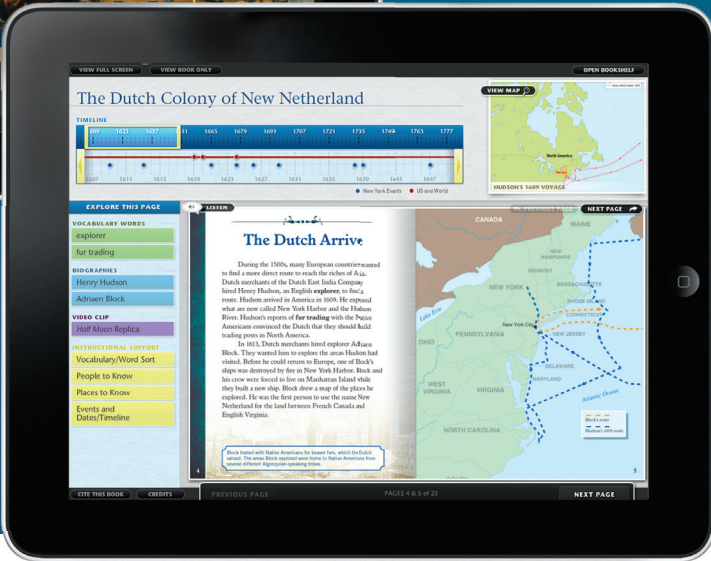 VIEW FULL SCREEN
VIEW BOOK ONLY
OPEN BOOKSHELF
The Dutch Colony of New Netherland
TIMELINE
609 1623 1637 51 1665 1679 1693 1707 1721 1735 1749 1763 1777
1607 1611 1615 1619 1623 1627 1631 1635 1639 1643 1647
New York Events
US and World
VIEW MAP
North America
HUDSON'S 1609 VOYAGE
EXPLORE THIS PAGE
VOCABULARY WORDS
explorer
fur trading
BIOGRAPHIES
Henry Hudson
Adriaen Block
VIDEO CLIP
Half Moon Replica
INSTRUCTIONAL SUPPORT
Vocabulary/Word Sort
People to Know
Places to Know
Events and
Dates/Timeline
LISTEN
The Dutch Arrive
During the 1500s, many European countries wanted
to find a more direct route to reach the riches of Asia.
Dutch merchants of the Dutch East India Company
hired Henry Hudson, an English explorer, to find a
route. Hudson arrived in America in 1609. He explored
what are now called New York Harbor and the Hudson
River. Hudson's reports of fur trading with the Native
Americans convinced the Dutch that they should build
trading posts in North America.
In 1613, Dutch merchants hired explorer Adriaen
Block. They wanted him to explore the areas Hudson had
visited. Before he could return to Europe, one of Block's
ships was destroyed by fire in New York Harbor. Block and
his crew were forced to live on Manhattan Island while
they built a new ship. Block drew a map of the places he
explored. He was the first person to use the name New
Netherland for the land between French Canada and
English Virginia.
Block traded with Native Americans for beaver furs, which the Dutch
valued. The areas Block explored were home to Native Americans from
several different Algonquian-speaking tribes.
4
PREVIOUS PAGE
NEXT PAGE
CANADA
MAINE
NEW
HAMPSHIRE
VERMONT
NEW YORK
MASSACHUSETTS
RHODE ISLAND
CONNECTICUT
Lake Erie
New York City
PENNSYLVANIA
NEW JERSEY
OHIO
DELAWARE
MARYLAND
WEST
VIRGINIA
VIRGINIA
Atlantic Ocean
NORTH CAROLINA
Block's route
Hudson's 1609 route
5
CITE THIS BOOK
CREDITS
PREVIOUS PAGE
PAGES 4 & 5 of 23
NEXT PAGE